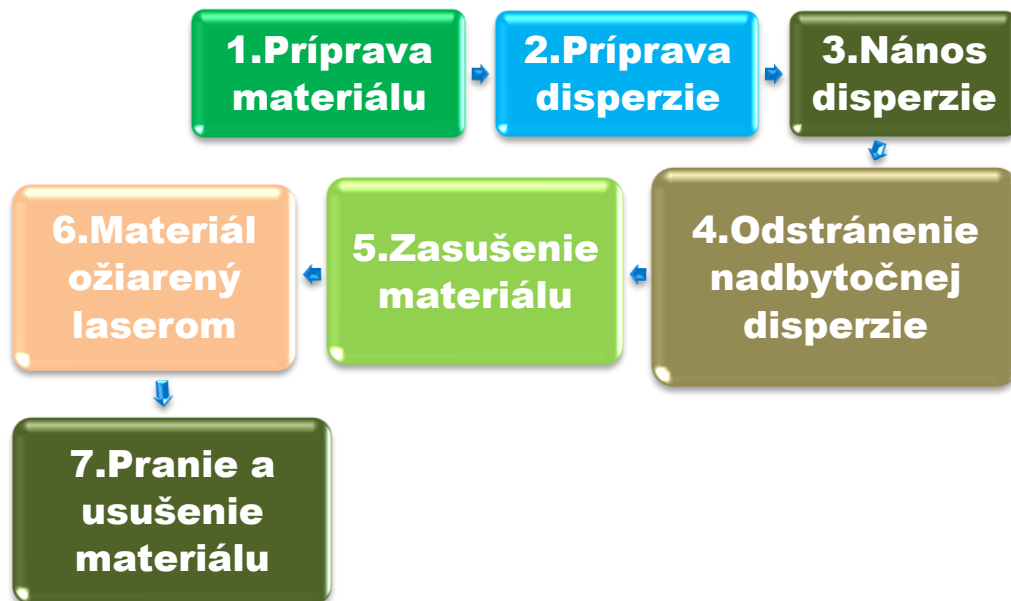 1.Príprava
materiálu
2.Príprava
disperzie
3.Nános
disperzie
4.Odstránenie
nadbytočnej
disperzie
5.Zasušenie
materiálu
6.Materiál
ožiarený
laserom
7.Pranie a
usušenie
materiálu